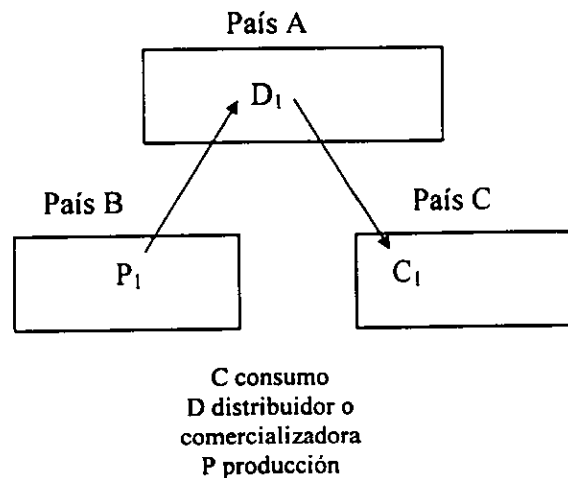 País A
D₁
País B
País C
P₁
C₁
C consumo
D distribuidor o
comercializadora
P producción